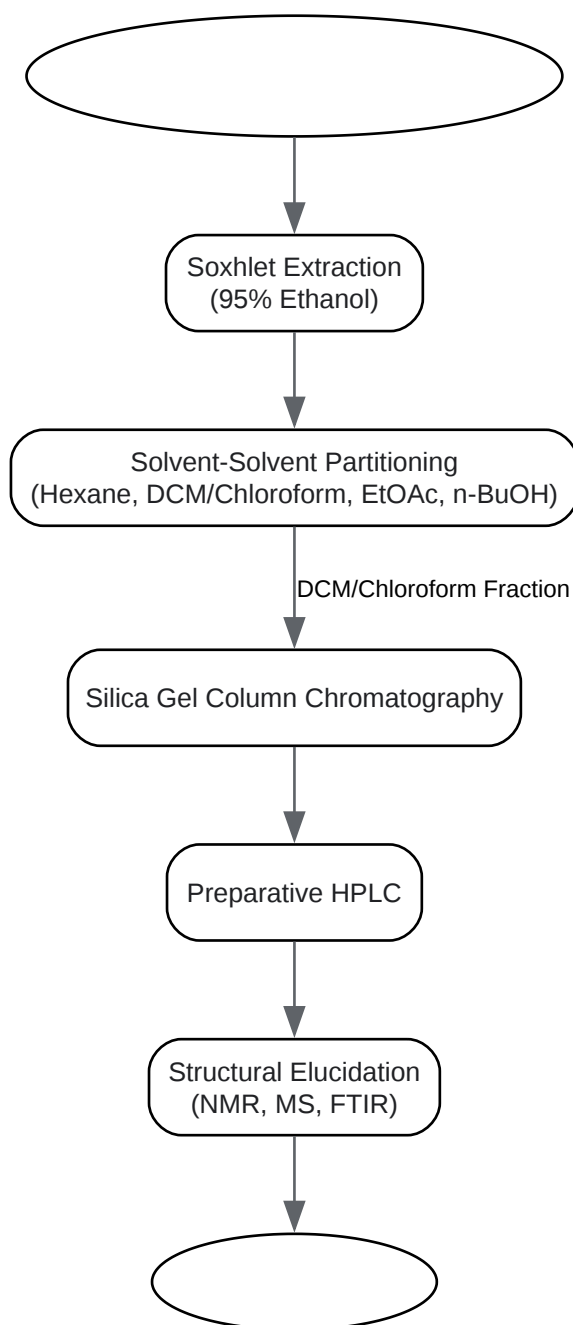 Soxhlet Extraction
(95% Ethanol)
Solvent-Solvent Partitioning
(Hexane, DCM/Chloroform, EtOAc, n-BuOH)
DCM/Chloroform Fraction
Silica Gel Column Chromatography
Preparative HPLC
Structural Elucidation
(NMR, MS, FTIR)